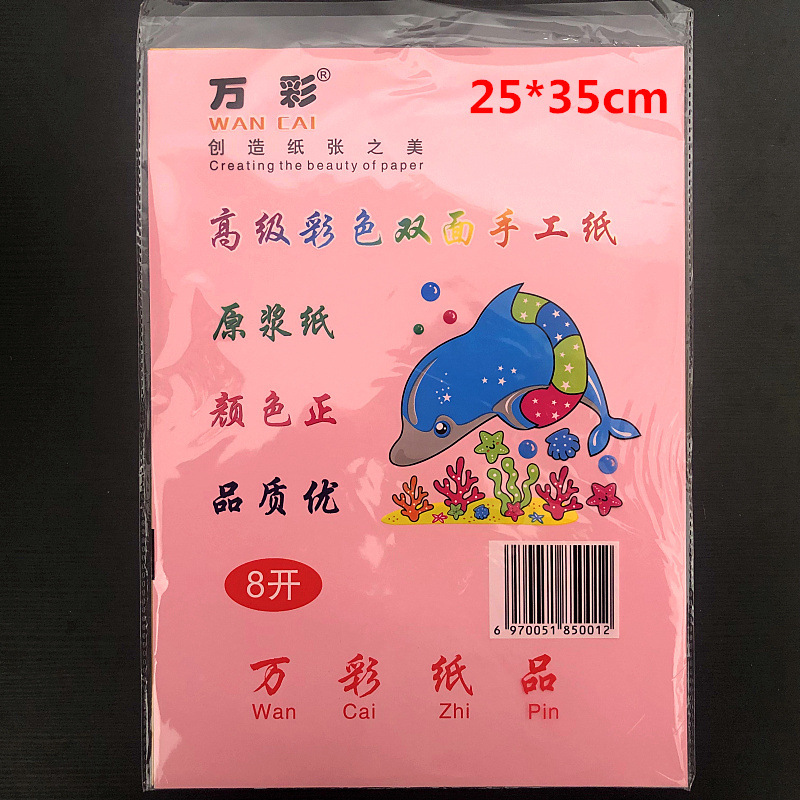 万彩®
WAN CAI
创造纸张之美
Creating the beauty of paper
25*35cm
高级彩色双面手工纸
原浆纸
颜色正
品质优
8开
6 970051 850012
万彩纸品
Wan Cai Zhi Pin